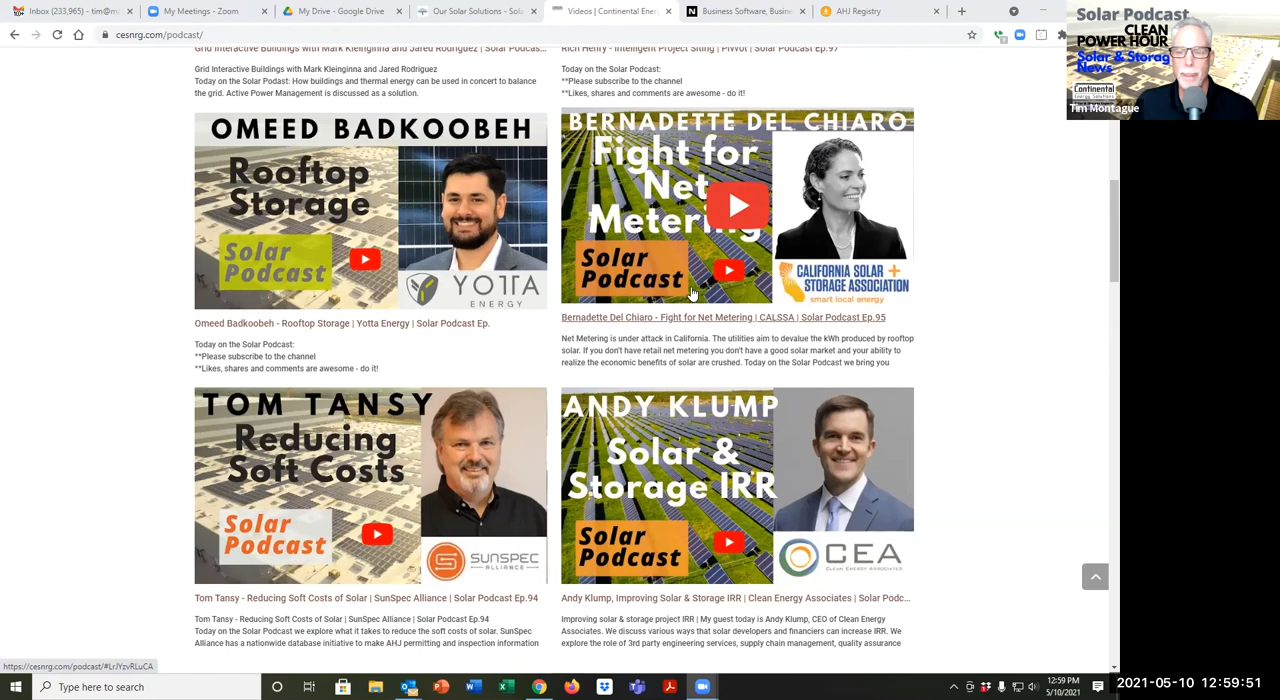 Inbox (233,965) - tim@m
My Meetings - Zoom
My Drive - Google Drive
Our Solar Solutions - Sola
Videos | Continental Ener
Business Software, Busine
AHJ Registry
cesnrg.com/podcast/
Solar Podcast
CLEAN
POWER HOUR
Solar & Storag
News
Continental
Tim Montague
Grid Interactive Buildings with Mark Kleinginna and Jared Rodriguez | Solar Podcas...
Grid Interactive Buildings with Mark Kleinginna and Jared Rodriguez
Today on the Solar Podast: How buildings and thermal energy can be used in concert to balance
the grid. Active Power Management is discussed as a solution.
Rich Henry - Intelligent Project Siting | PVivot | Solar Podcast Ep.97
Today on the Solar Podcast:
**Please subscribe to the channel
**Likes, shares and comments are awesome - do it!
OMEED BADKOOBEH
Rooftop
Storage
Solar
Podcast
YOTTA
ENERGY
Omeed Badkoobeh - Rooftop Storage | Yotta Energy | Solar Podcast Ep.
Today on the Solar Podcast:
**Please subscribe to the channel
**Likes, shares and comments are awesome - do it!
BERNADETTE DEL CHIARO
Fight for
Net
Metering
Solar
Podcast
CALIFORNIA SOLAR +
STORAGE ASSOCIATION
smart local energy
Bernadette Del Chiaro - Fight for Net Metering | CALSSA | Solar Podcast Ep.95
Net Metering is under attack in California. The utilities aim to devalue the kWh produced by rooftop
solar. If you don't have retail net metering you don't have a good solar market and your ability to
realize the economic benefits of solar are crushed. Today on the Solar Podcast we bring you
TOM TANSY
Reducing
Soft Costs
Solar
Podcast
SUNSPEC
ALLIANCE
Tom Tansy - Reducing Soft Costs of Solar | SunSpec Alliance | Solar Podcast Ep.94
Tom Tansy - Reducing Soft Costs of Solar | SunSpec Alliance | Solar Podcast Ep.94
Today on the Solar Podcast we explore what it takes to reduce the soft costs of solar. SunSpec
Alliance has a nationwide database initiative to make AHJ permitting and inspection information
ANDY KLUMP
Solar &
Storage IRR
Solar
Podcast
CEA
CLEAN ENERGY ASSOCIATES
Andy Klump, Improving Solar & Storage IRR | Clean Energy Associates | Solar Podc...
Improving solar & storage project IRR | My guest today is Andy Klump, CEO of Clean Energy
Associates. We discuss various ways that solar developers and financiers can increase IRR. We
explore the role of 3rd party engineering services, supply chain management, quality assurance
https://cesnrg.com/podcast/#LrJYzvRLuCA
Type here to search
12:59 PM
5/10/2021
2021-05-10 12:59:51